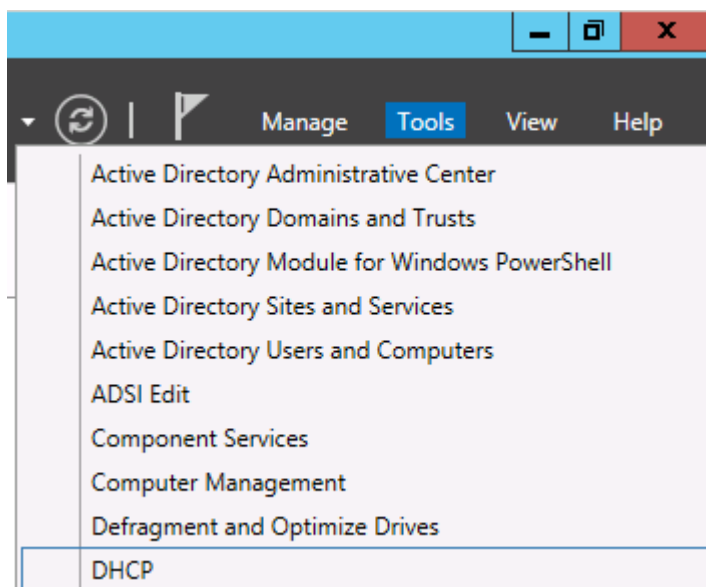 Manage Tools View Help
Active Directory Administrative Center
Active Directory Domains and Trusts
Active Directory Module for Windows PowerShell
Active Directory Sites and Services
Active Directory Users and Computers
ADSI Edit
Component Services
Computer Management
Defragment and Optimize Drives
DHCP